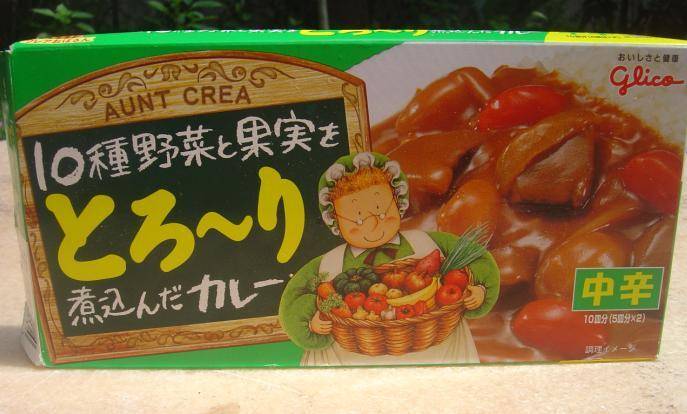 AUNT CREA
10種野菜と果実を
とろ～り
煮込んだカレー
おいしさと健康
glico
中辛
10皿分(5皿分×2)
調理イメージ